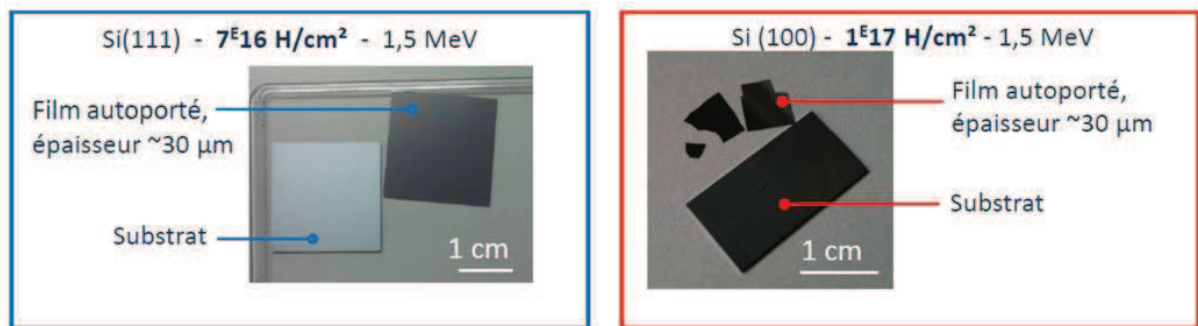 Si(111) - 7ᴱ16 H/cm² - 1,5 MeV
Film autoporté,
épaisseur ~30 µm
Substrat
1 cm
Si (100) - 1ᴱ17 H/cm² - 1,5 MeV
Film autoporté,
épaisseur ~30 µm
Substrat
1 cm